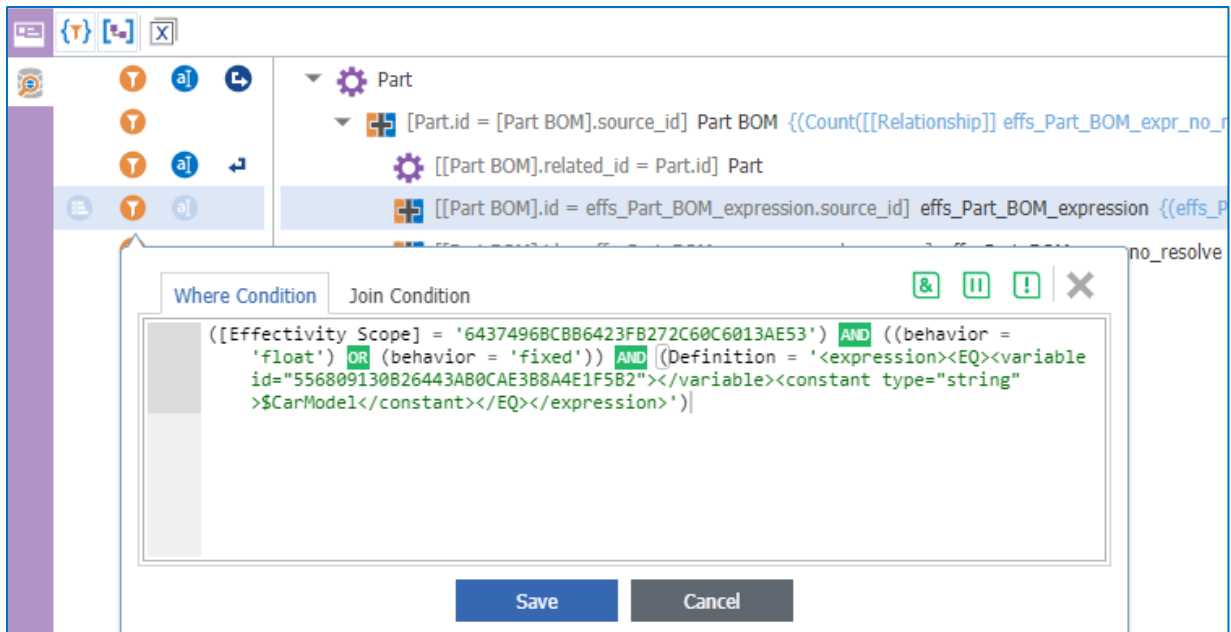 Part
[Part.id = [Part BOM].source_id] Part BOM {(Count([[Relationship]] effs_Part_BOM_expr_no_r
[[Part BOM].related_id = Part.id] Part
[[Part BOM].id = effs_Part_BOM_expression.source_id] effs_Part_BOM_expression {(effs_P
no_resolve
Where Condition Join Condition
([Effectivity Scope] = '6437496BCBB6423FB272C60C6013AE53') AND ((behavior =
'float') OR (behavior = 'fixed')) AND (Definition = '<expression><EQ><variable
id="556809130B26443AB0CAE3B8A4E1F5B2"></variable><constant type="string"
>$CarModel</constant></EQ></expression>')
Save Cancel